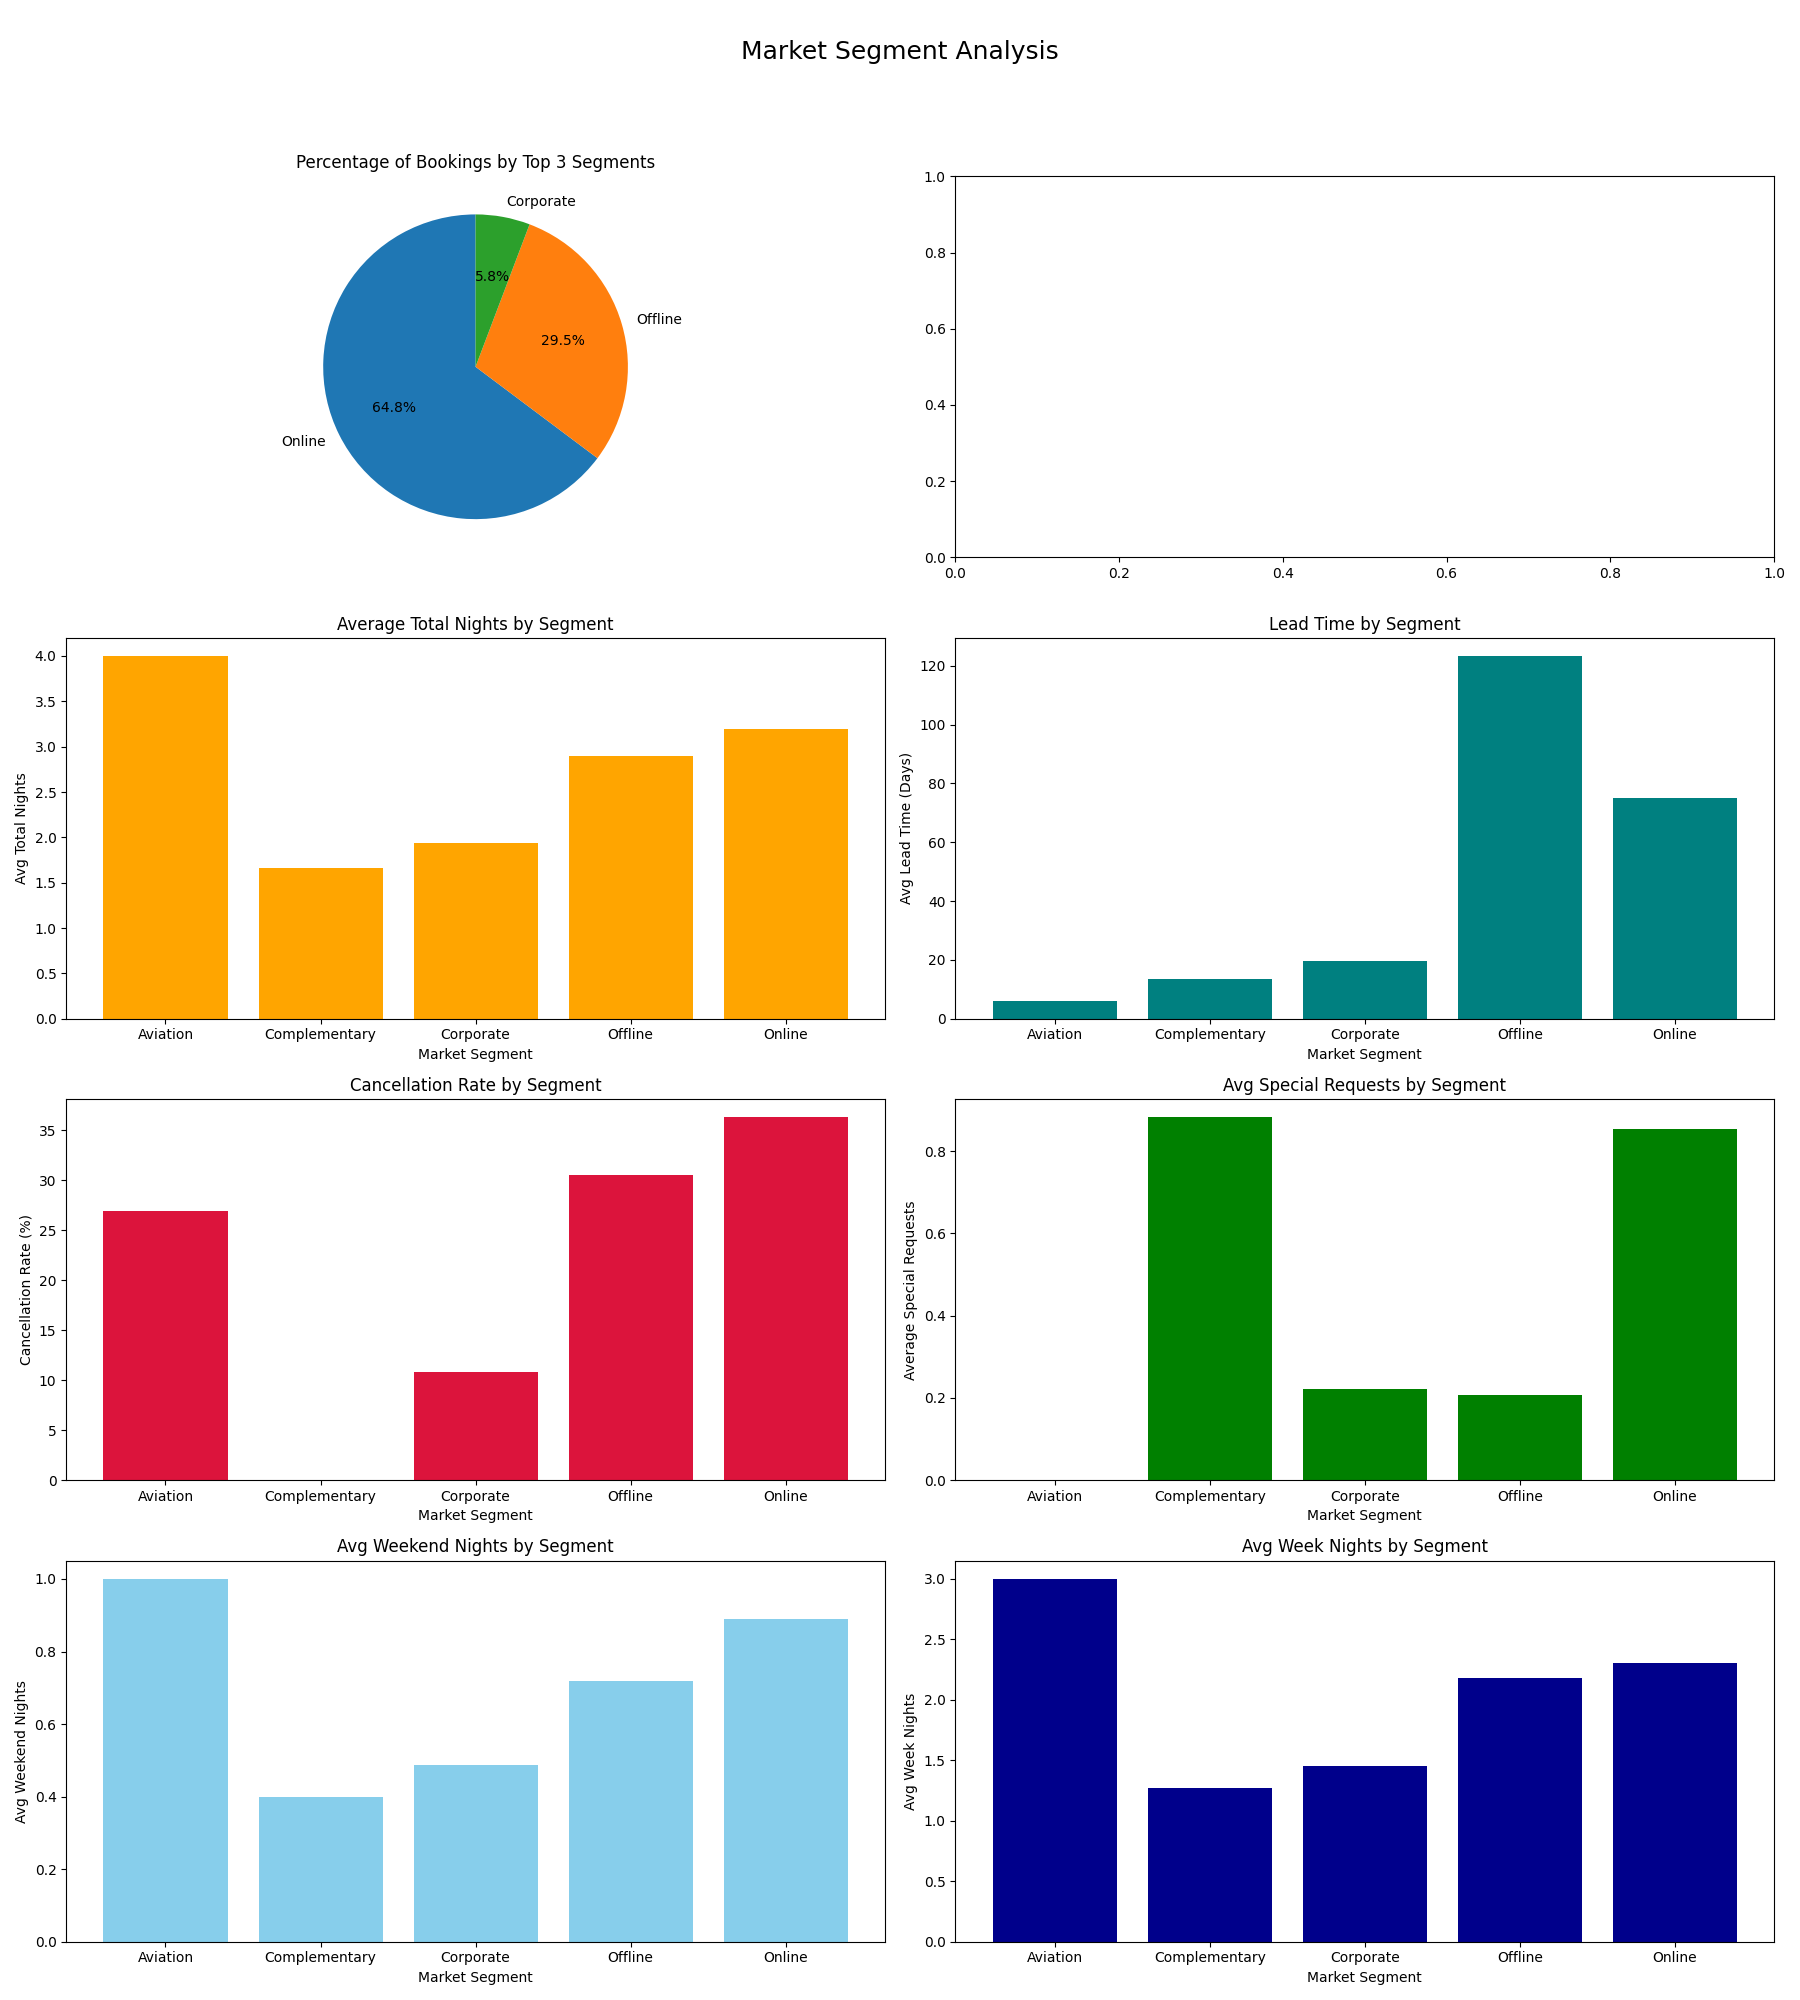 Market Segment Analysis
Percentage of Bookings by Top 3 Segments
Corporate
5.8%
Offline
29.5%
64.8%
Online
1.0
0.8
0.6
0.4
0.2
0.0
0.0 0.2 0.4 0.6 0.8 1.0
Average Total Nights by Segment
Avg Total Nights
4.0
3.5
3.0
2.5
2.0
1.5
1.0
0.5
0.0
Aviation Complementary Corporate Offline Online
Market Segment
Lead Time by Segment
Avg Lead Time (Days)
120
100
80
60
40
20
0
Aviation Complementary Corporate Offline Online
Market Segment
Cancellation Rate by Segment
Cancellation Rate (%)
35
30
25
20
15
10
5
0
Aviation Complementary Corporate Offline Online
Market Segment
Avg Special Requests by Segment
Average Special Requests
0.8
0.6
0.4
0.2
0.0
Aviation Complementary Corporate Offline Online
Market Segment
Avg Weekend Nights by Segment
Avg Weekend Nights
1.0
0.8
0.6
0.4
0.2
0.0
Aviation Complementary Corporate Offline Online
Market Segment
Avg Week Nights by Segment
Avg Week Nights
3.0
2.5
2.0
1.5
1.0
0.5
0.0
Aviation Complementary Corporate Offline Online
Market Segment